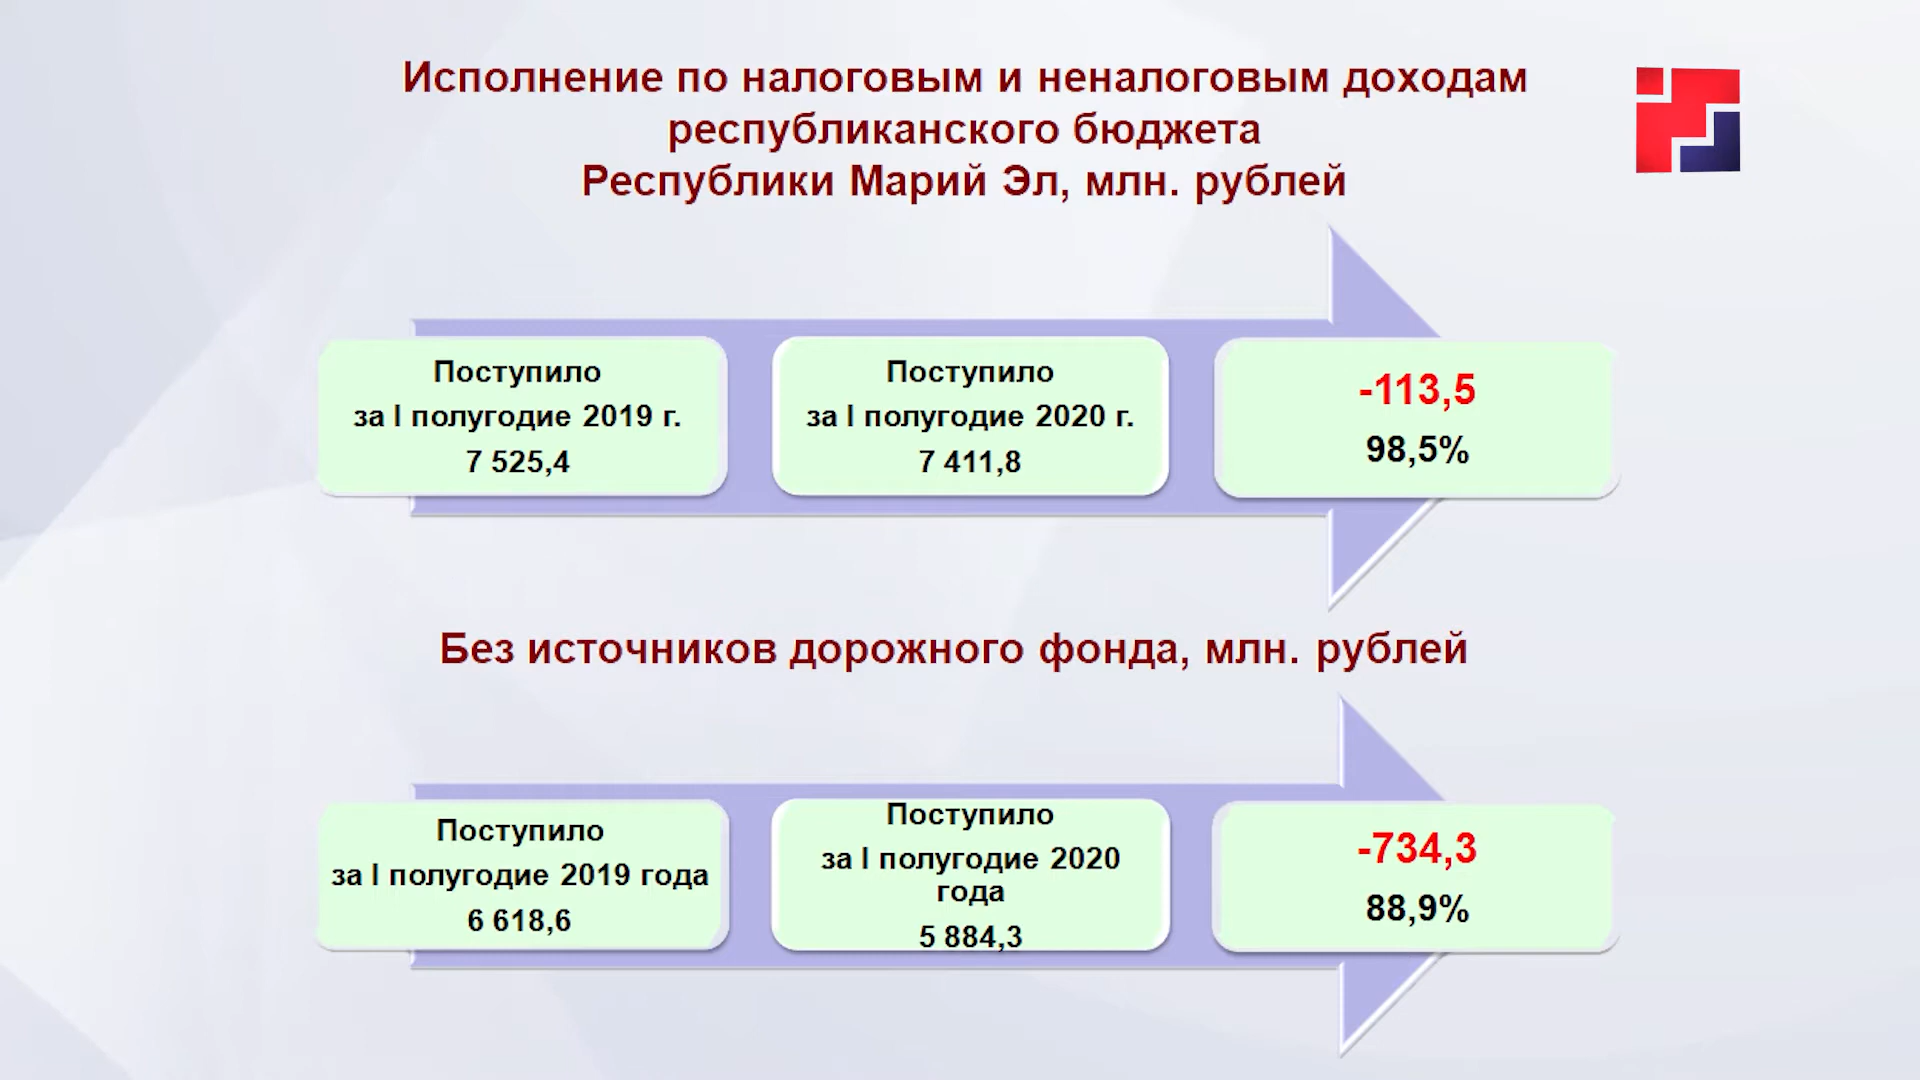 Исполнение по налоговым и неналоговым доходам
республиканского бюджета
Республики Марий Эл, млн. рублей
Поступило
за I полугодие 2019 г.
7 525,4
Поступило
за I полугодие 2020 г.
7 411,8
-113,5
98,5%
Без источников дорожного фонда, млн. рублей
Поступило
за I полугодие 2019 года
6 618,6
Поступило
за I полугодие 2020
года
5 884,3
-734,3
88,9%